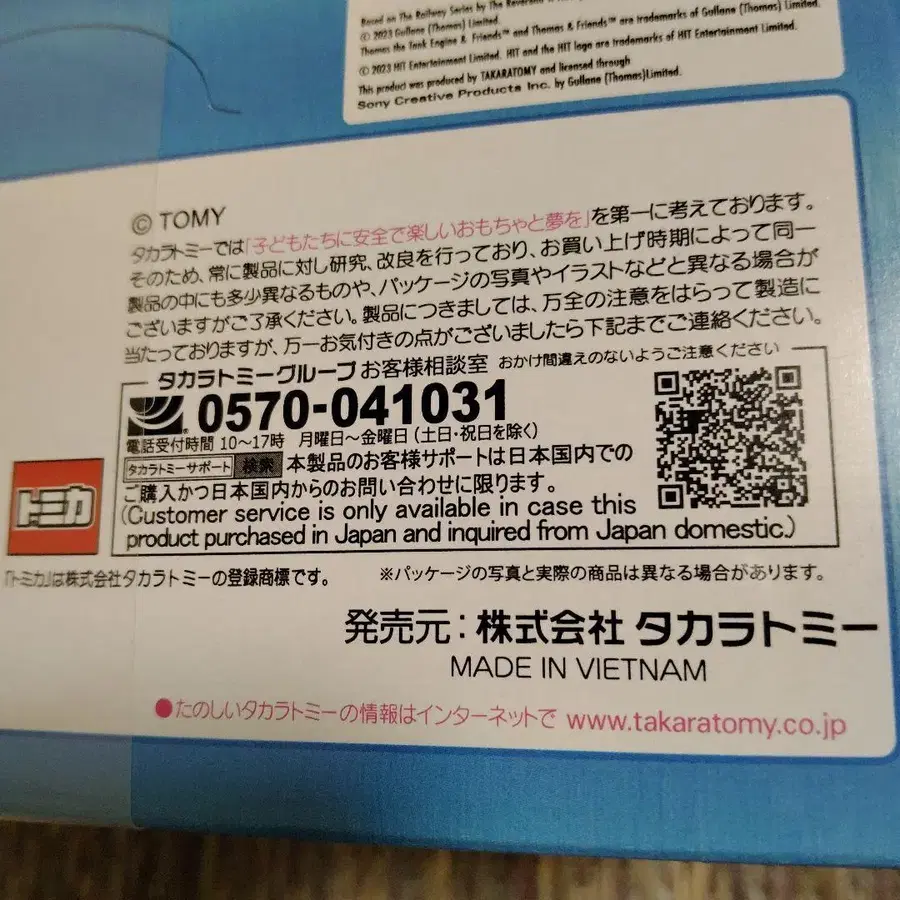 Based on The Railway Series by The Reverend
© 2023 Gullane (Thomas) Limited.
Thomas the Tank Engine & Friends™ and Thomas & Friends™ are trademarks of Gullane (Thomas) Limited.
© 2023 HIT Entertainment Limited. HIT and the HIT logo are trademarks of HIT Entertainment Limited.
This product was produced by TAKARATOMY and licensed through
Sony Creative Products Inc. by Gullane (Thomas)Limited.
© TOMY
タカラトミーでは「子どもたちに安全で楽しいおもちゃと夢を」を第一に考えております。
そのため、常に製品に対し研究、改良を行っており、お買い上げ時期によって同一
製品の中にも多少異なるものや、パッケージの写真やイラストなどと異なる場合が
ございますがご了承ください。製品につきましては、万全の注意をはらって製造に
当たっておりますが、万一お気付きの点がございましたら下記までご連絡ください。
タカラトミーグループお客様相談室 おかけ間違えのないようご注意ください
0570-041031
電話受付時間 10〜17時 月曜日〜金曜日(土日・祝日を除く)
タカラトミーサポート 検索 本製品のお客様サポートは日本国内での
ご購入かつ日本国内からのお問い合わせに限ります。
(Customer service is only available in case this
product purchased in Japan and inquired from Japan domestic.)
トミカ
「トミカ」は株式会社タカラトミーの登録商標です。 ※パッケージの写真と実際の商品は異なる場合があります。
発売元:株式会社 タカラトミー
MADE IN VIETNAM
●たのしいタカラトミーの情報はインターネットで www.takaratomy.co.jp